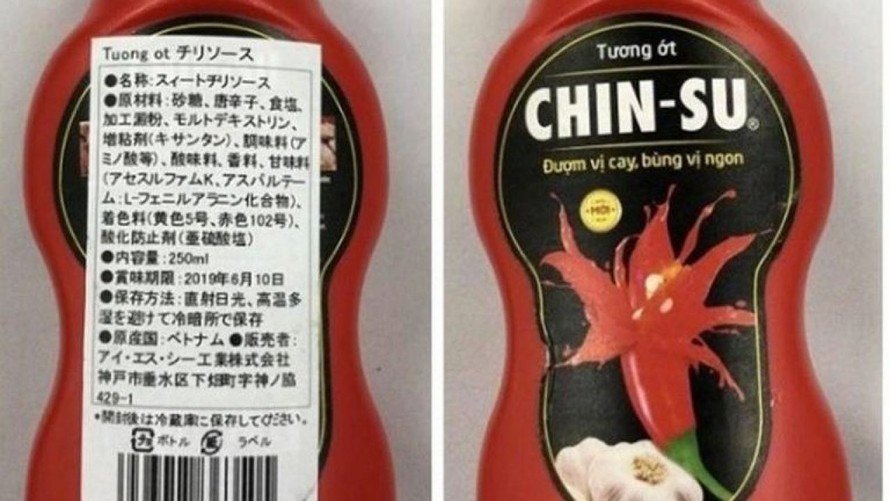 Tuong ot チリソース
●名称:スィートチリソース
●原材料:砂糖、唐辛子、食塩、
加工澱粉、モルトデキストリン、
増粘剤(キサンタン)、調味料(ア
ミノ酸等)、酸味料、香料、甘味料
(アセスルファムK、アスパルテー
ム:L-フェニルアラニン化合物)、
着色料(黄色5号、赤色102号)、
酸化防止剤(亜硫酸塩)
●内容量:250ml
●賞味期限:2019年6月10日
●保存方法:直射日光、高温多
湿を避けて冷暗所で保存
●原産国:ベトナム ●販売者:
アイ・エス・シー工業株式会社
神戸市垂水区下畑町字神ノ脇
429-1
*開封後は冷蔵庫に保存してください。
ボトル ラベル
Tương ớt
CHIN-SU®
Đượm vị cay, bùng vị ngon
MỚI